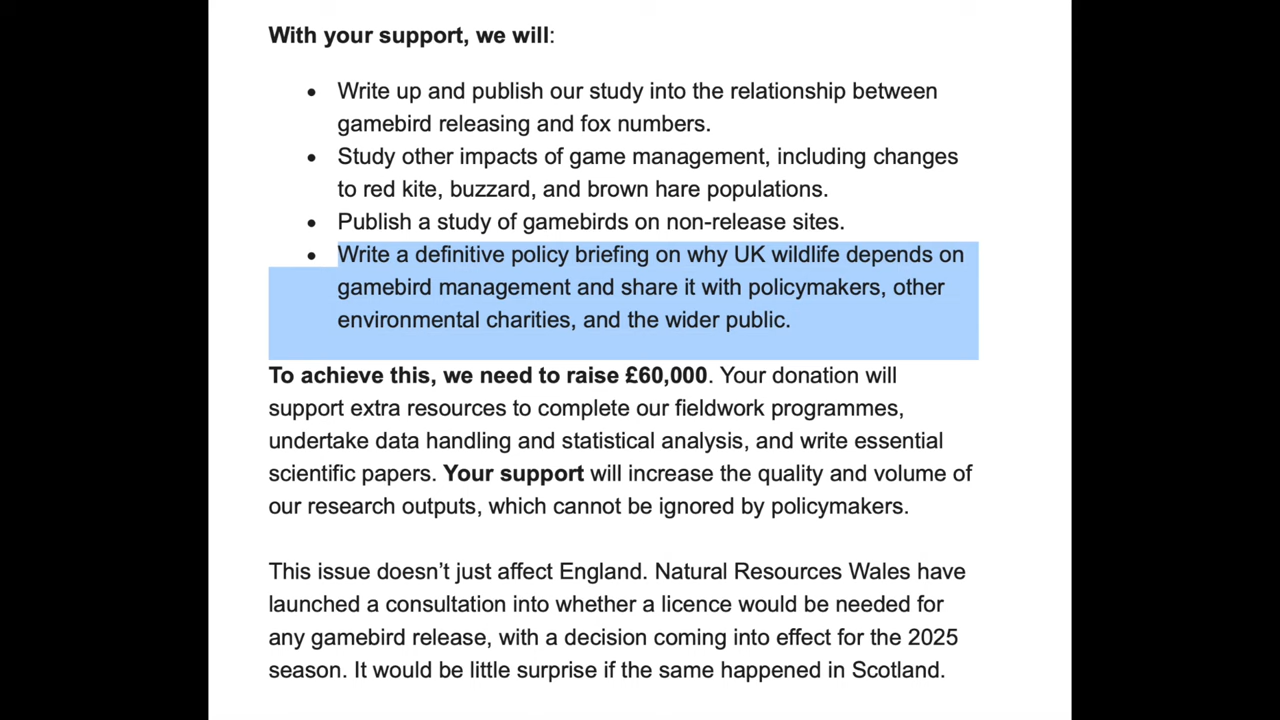 With your support, we will:
• Write up and publish our study into the relationship between
gamebird releasing and fox numbers.
• Study other impacts of game management, including changes
to red kite, buzzard, and brown hare populations.
• Publish a study of gamebirds on non-release sites.
• Write a definitive policy briefing on why UK wildlife depends on
gamebird management and share it with policymakers, other
environmental charities, and the wider public.
To achieve this, we need to raise £60,000. Your donation will
support extra resources to complete our fieldwork programmes,
undertake data handling and statistical analysis, and write essential
scientific papers. Your support will increase the quality and volume of
our research outputs, which cannot be ignored by policymakers.
This issue doesn’t just affect England. Natural Resources Wales have
launched a consultation into whether a licence would be needed for
any gamebird release, with a decision coming into effect for the 2025
season. It would be little surprise if the same happened in Scotland.